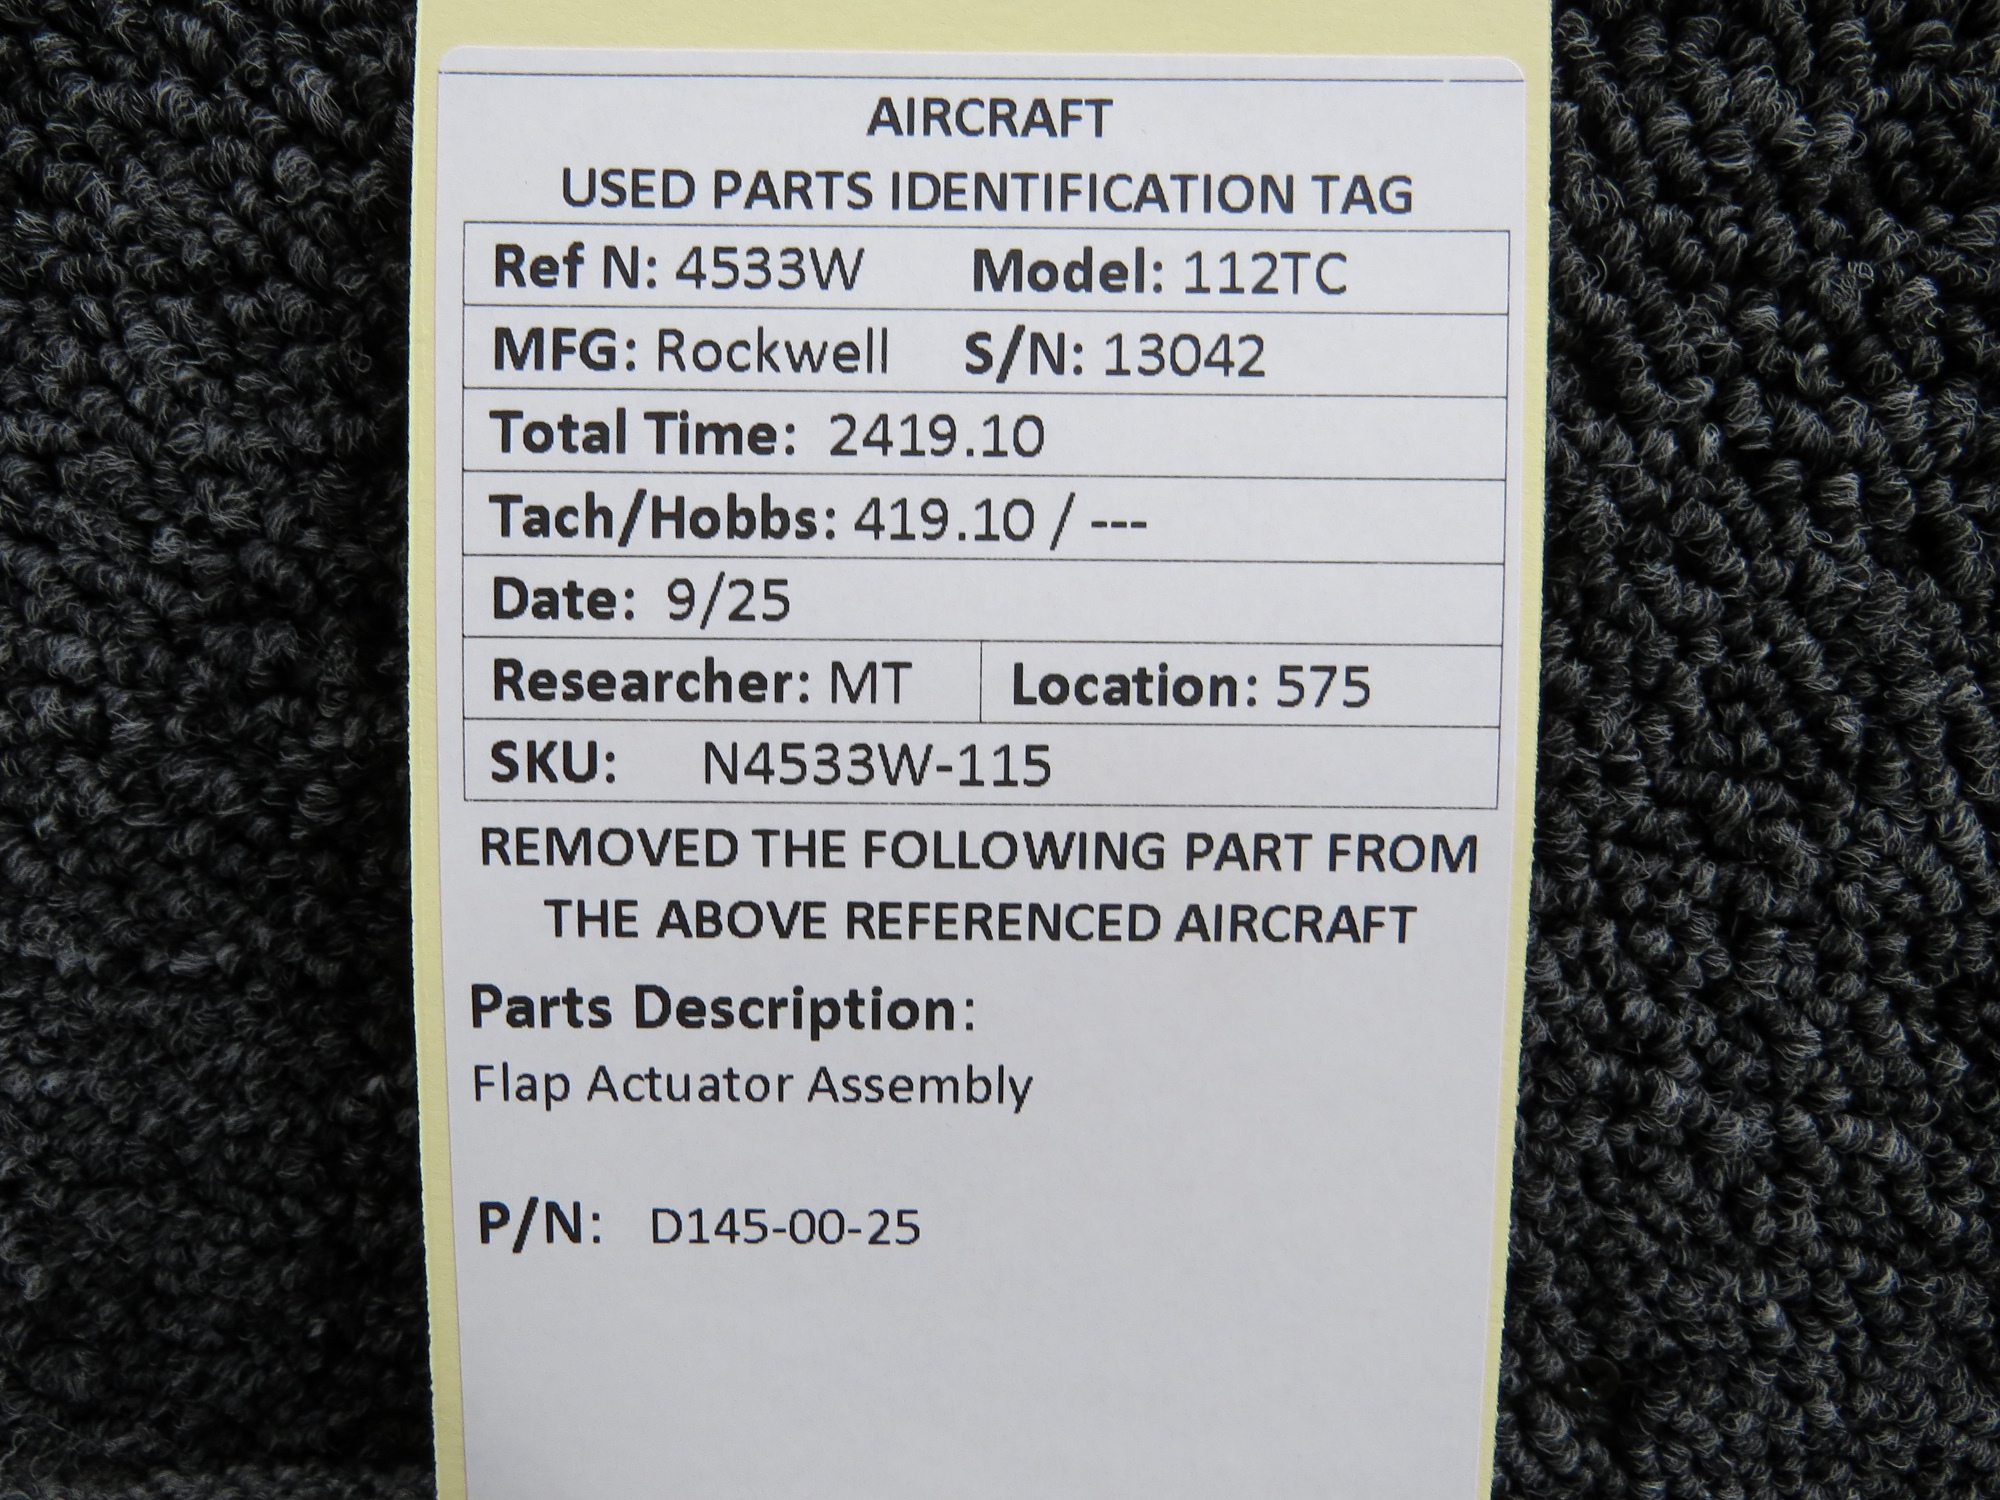 AIRCRAFT
USED PARTS IDENTIFICATION TAG
Ref N: 4533W Model: 112TC
MFG: Rockwell S/N: 13042
Total Time: 2419.10
Tach/Hobbs: 419.10 / ---
Date: 9/25
Researcher: MT Location: 575
SKU: N4533W-115
REMOVED THE FOLLOWING PART FROM
THE ABOVE REFERENCED AIRCRAFT
Parts Description:
Flap Actuator Assembly
P/N: D145-00-25